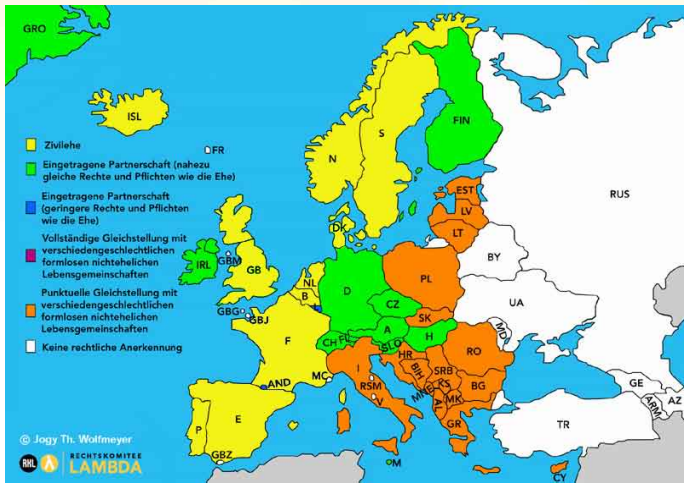 GRO
ISL
FR
Zivilehe
Eingetragene Partnerschaft (nahezu
gleiche Rechte und Pflichten wie die Ehe)
Eingetragene Partnerschaft
(geringere Rechte und Pflichten
wie die Ehe)
Vollständige Gleichstellung mit
verschiedengeschlechtlichen
formlosen nichtehelichen
Lebensgemeinschaften
Punktuelle Gleichstellung mit
verschiedengeschlechtlichen
formlosen nichtehelichen
Lebensgemeinschaften
Keine rechtliche Anerkennung
N
S
FIN
RUS
EST
LV
LT
BY
DK
IRL
GBM
GB
NL
B
L
D
PL
CZ
SK
UA
MD
GBG
GBJ
F
CH
FL
A
H
SLO
RO
HR
BIH
SRB
KS
MNE
BG
AL
MK
GR
I
RSM
V
MC
AND
P
E
GBZ
M
TR
GE
ARM
AZ
CY
© Jogy Th. Wolfmeyer
RKL
RECHTSKOMITEE
LAMBDA